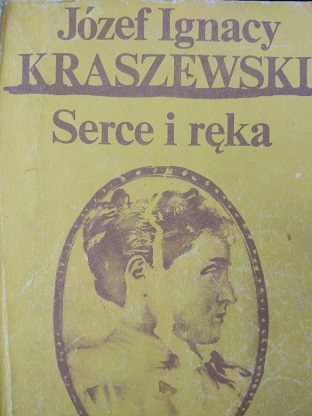 Józef Ignacy
KRASZEWSKI
Serce i ręka